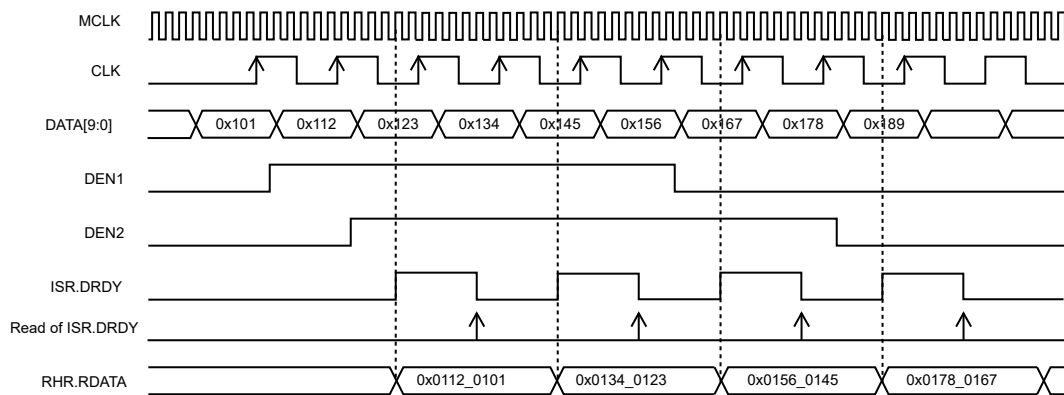 MCLK
CLK
DATA[9:0] 0x101 0x112 0x123 0x134 0x145 0x156 0x167 0x178 0x189
DEN1
DEN2
ISR.DRDY
Read of ISR.DRDY
RHR.RDATA 0x0112_0101 0x0134_0123 0x0156_0145 0x0178_0167